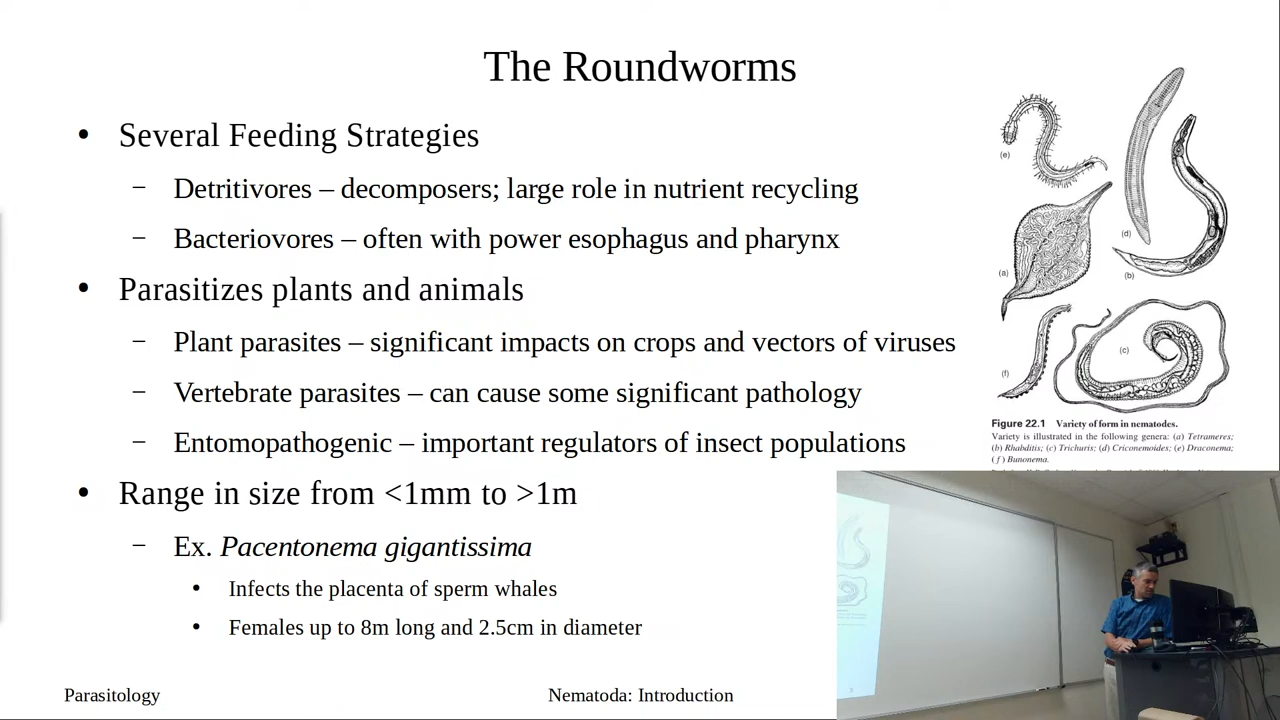 The Roundworms
• Several Feeding Strategies
– Detritivores – decomposers; large role in nutrient recycling
– Bacteriovores – often with power esophagus and pharynx
• Parasitizes plants and animals
– Plant parasites – significant impacts on crops and vectors of viruses
– Vertebrate parasites – can cause some significant pathology
– Entomopathogenic – important regulators of insect populations
• Range in size from <1mm to >1m
– Ex. Pacentonema gigantissima
• Infects the placenta of sperm whales
• Females up to 8m long and 2.5cm in diameter
(e)
(d)
(a)
(b)
(c)
(f)
Figure 22.1 Variety of form in nematodes.
Variety is illustrated in the following genera: (a) Tetrameres;
(b) Rhabditis; (c) Trichuris; (d) Criconemoides; (e) Draconema;
(f) Bunonema.
Parasitology
Nematoda: Introduction